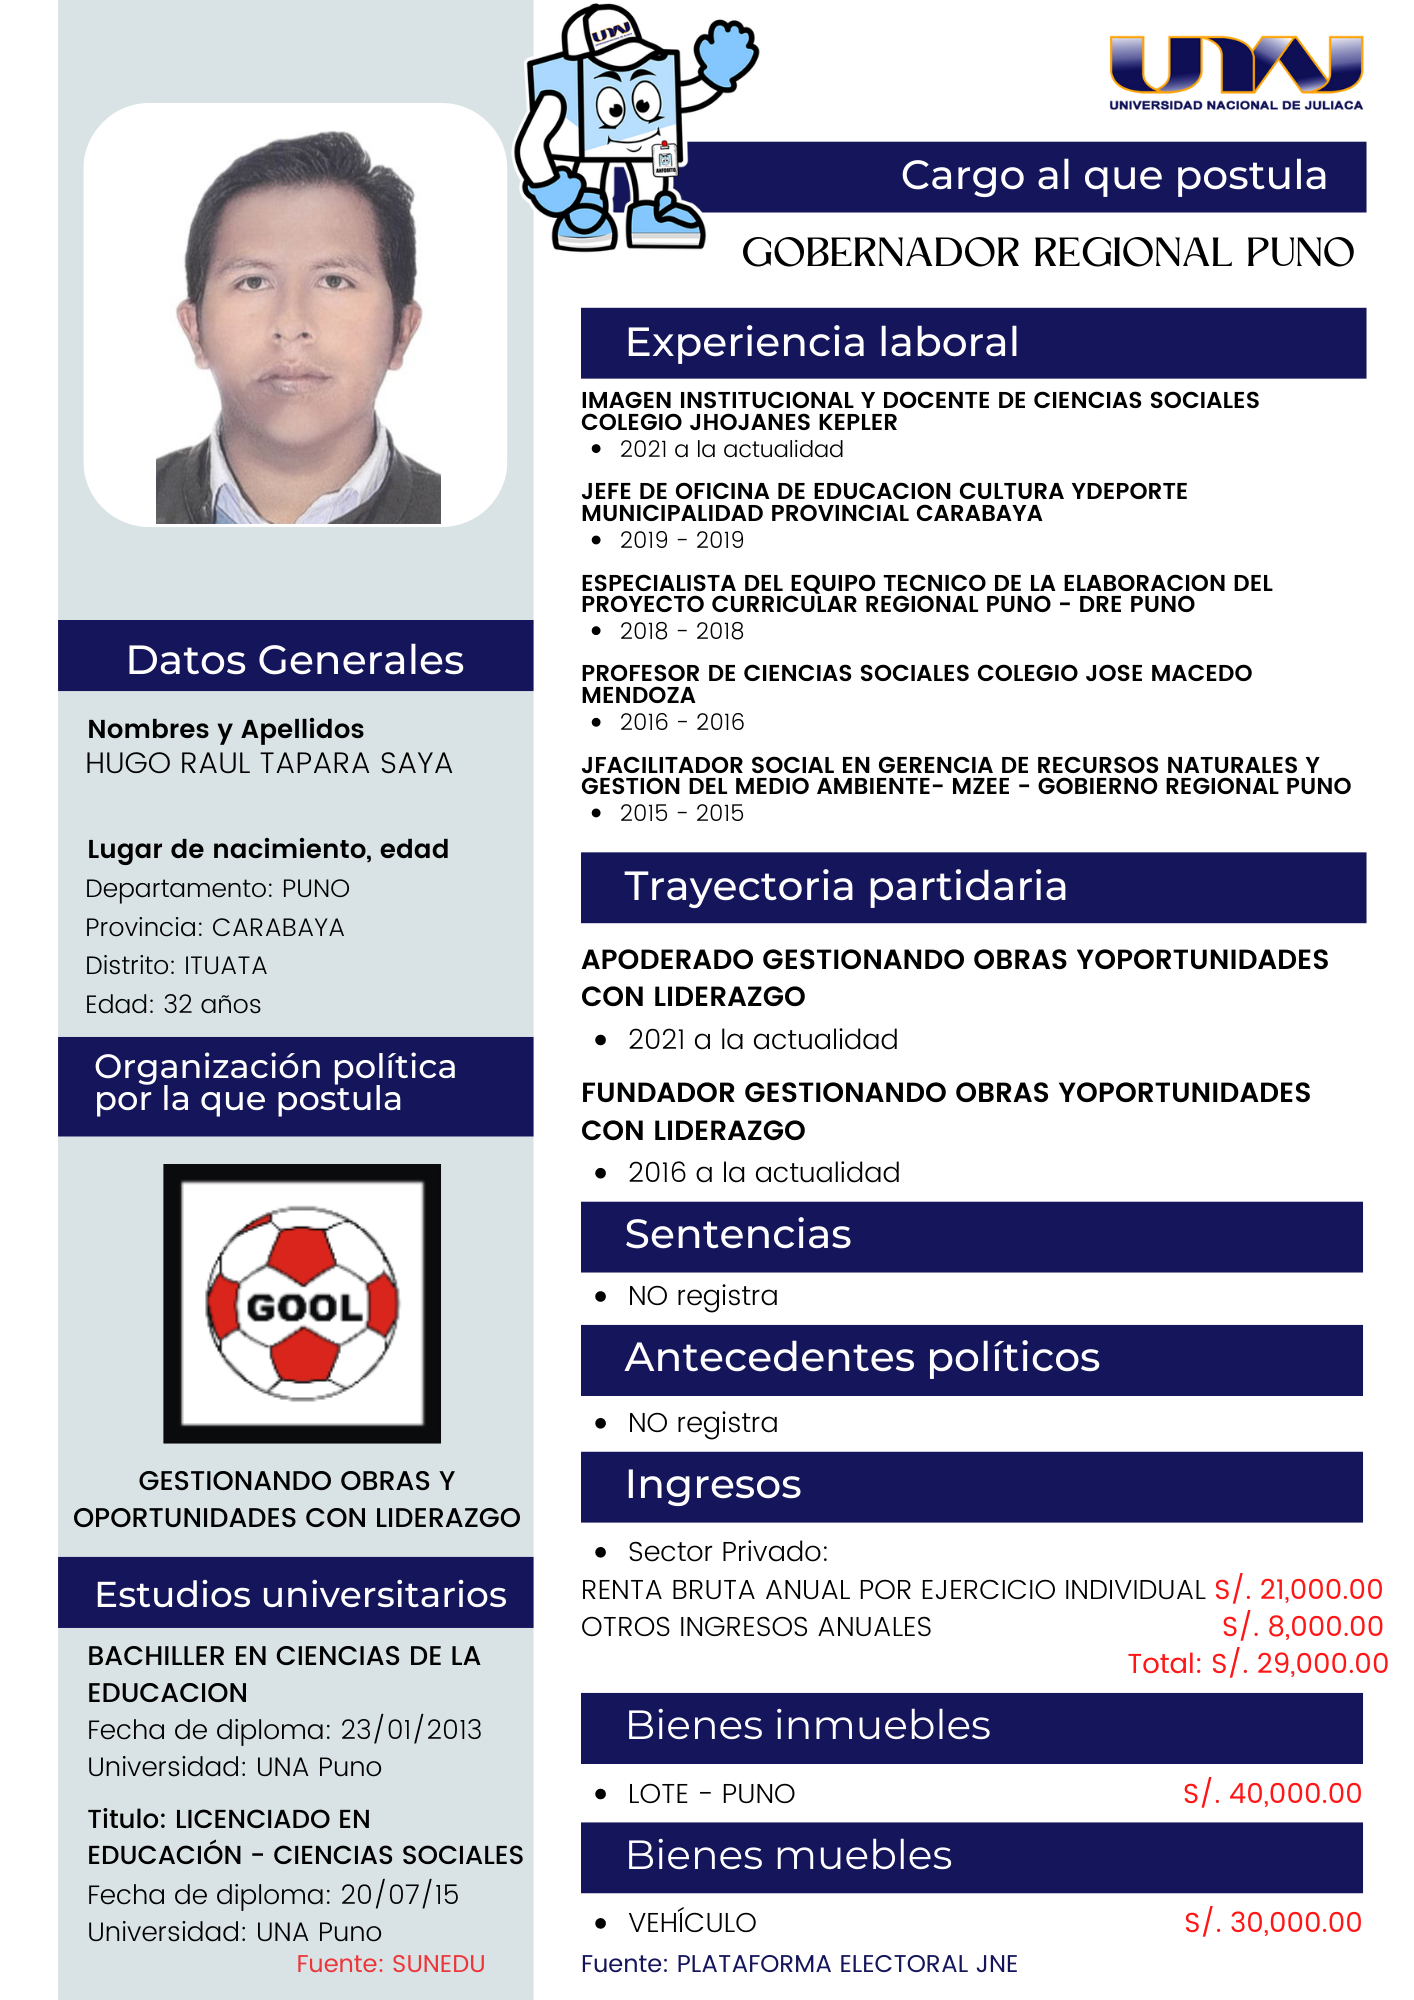 UNAJ
UNIVERSIDAD NACIONAL DE JULIACA
Cargo al que postula
GOBERNADOR REGIONAL PUNO
Datos Generales
Nombres y Apellidos
HUGO RAUL TAPARA SAYA
Lugar de nacimiento, edad
Departamento: PUNO
Provincia: CARABAYA
Distrito: ITUATA
Edad: 32 años
Organización política
por la que postula
GOOL
GESTIONANDO OBRAS Y
OPORTUNIDADES CON LIDERAZGO
Estudios universitarios
BACHILLER EN CIENCIAS DE LA
EDUCACION
Fecha de diploma: 23/01/2013
Universidad: UNA Puno
Titulo: LICENCIADO EN
EDUCACIÓN - CIENCIAS SOCIALES
Fecha de diploma: 20/07/15
Universidad: UNA Puno
Fuente: SUNEDU
Experiencia laboral
IMAGEN INSTITUCIONAL Y DOCENTE DE CIENCIAS SOCIALES
COLEGIO JHOJANES KEPLER
• 2021 a la actualidad
JEFE DE OFICINA DE EDUCACION CULTURA YDEPORTE
MUNICIPALIDAD PROVINCIAL CARABAYA
• 2019 - 2019
ESPECIALISTA DEL EQUIPO TECNICO DE LA ELABORACION DEL
PROYECTO CURRICULAR REGIONAL PUNO - DRE PUNO
• 2018 - 2018
PROFESOR DE CIENCIAS SOCIALES COLEGIO JOSE MACEDO
MENDOZA
• 2016 - 2016
JFACILITADOR SOCIAL EN GERENCIA DE RECURSOS NATURALES Y
GESTION DEL MEDIO AMBIENTE- MZEE - GOBIERNO REGIONAL PUNO
• 2015 - 2015
Trayectoria partidaria
APODERADO GESTIONANDO OBRAS YOPORTUNIDADES
CON LIDERAZGO
• 2021 a la actualidad
FUNDADOR GESTIONANDO OBRAS YOPORTUNIDADES
CON LIDERAZGO
• 2016 a la actualidad
Sentencias
• NO registra
Antecedentes políticos
• NO registra
Ingresos
• Sector Privado:
RENTA BRUTA ANUAL POR EJERCICIO INDIVIDUAL S/. 21,000.00
OTROS INGRESOS ANUALES S/. 8,000.00
Total: S/. 29,000.00
Bienes inmuebles
• LOTE - PUNO S/. 40,000.00
Bienes muebles
• VEHÍCULO S/. 30,000.00
Fuente: PLATAFORMA ELECTORAL JNE